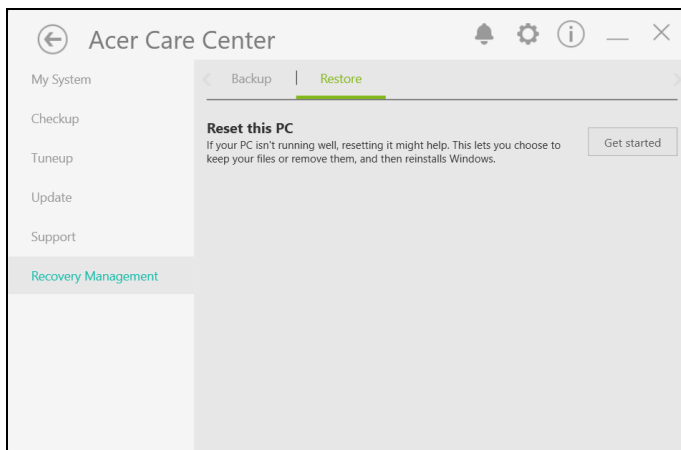 Acer Care Center
My System
Checkup
Tuneup
Update
Support
Recovery Management
Backup | Restore
Reset this PC
If your PC isn't running well, resetting it might help. This lets you choose to
keep your files or remove them, and then reinstalls Windows.
Get started